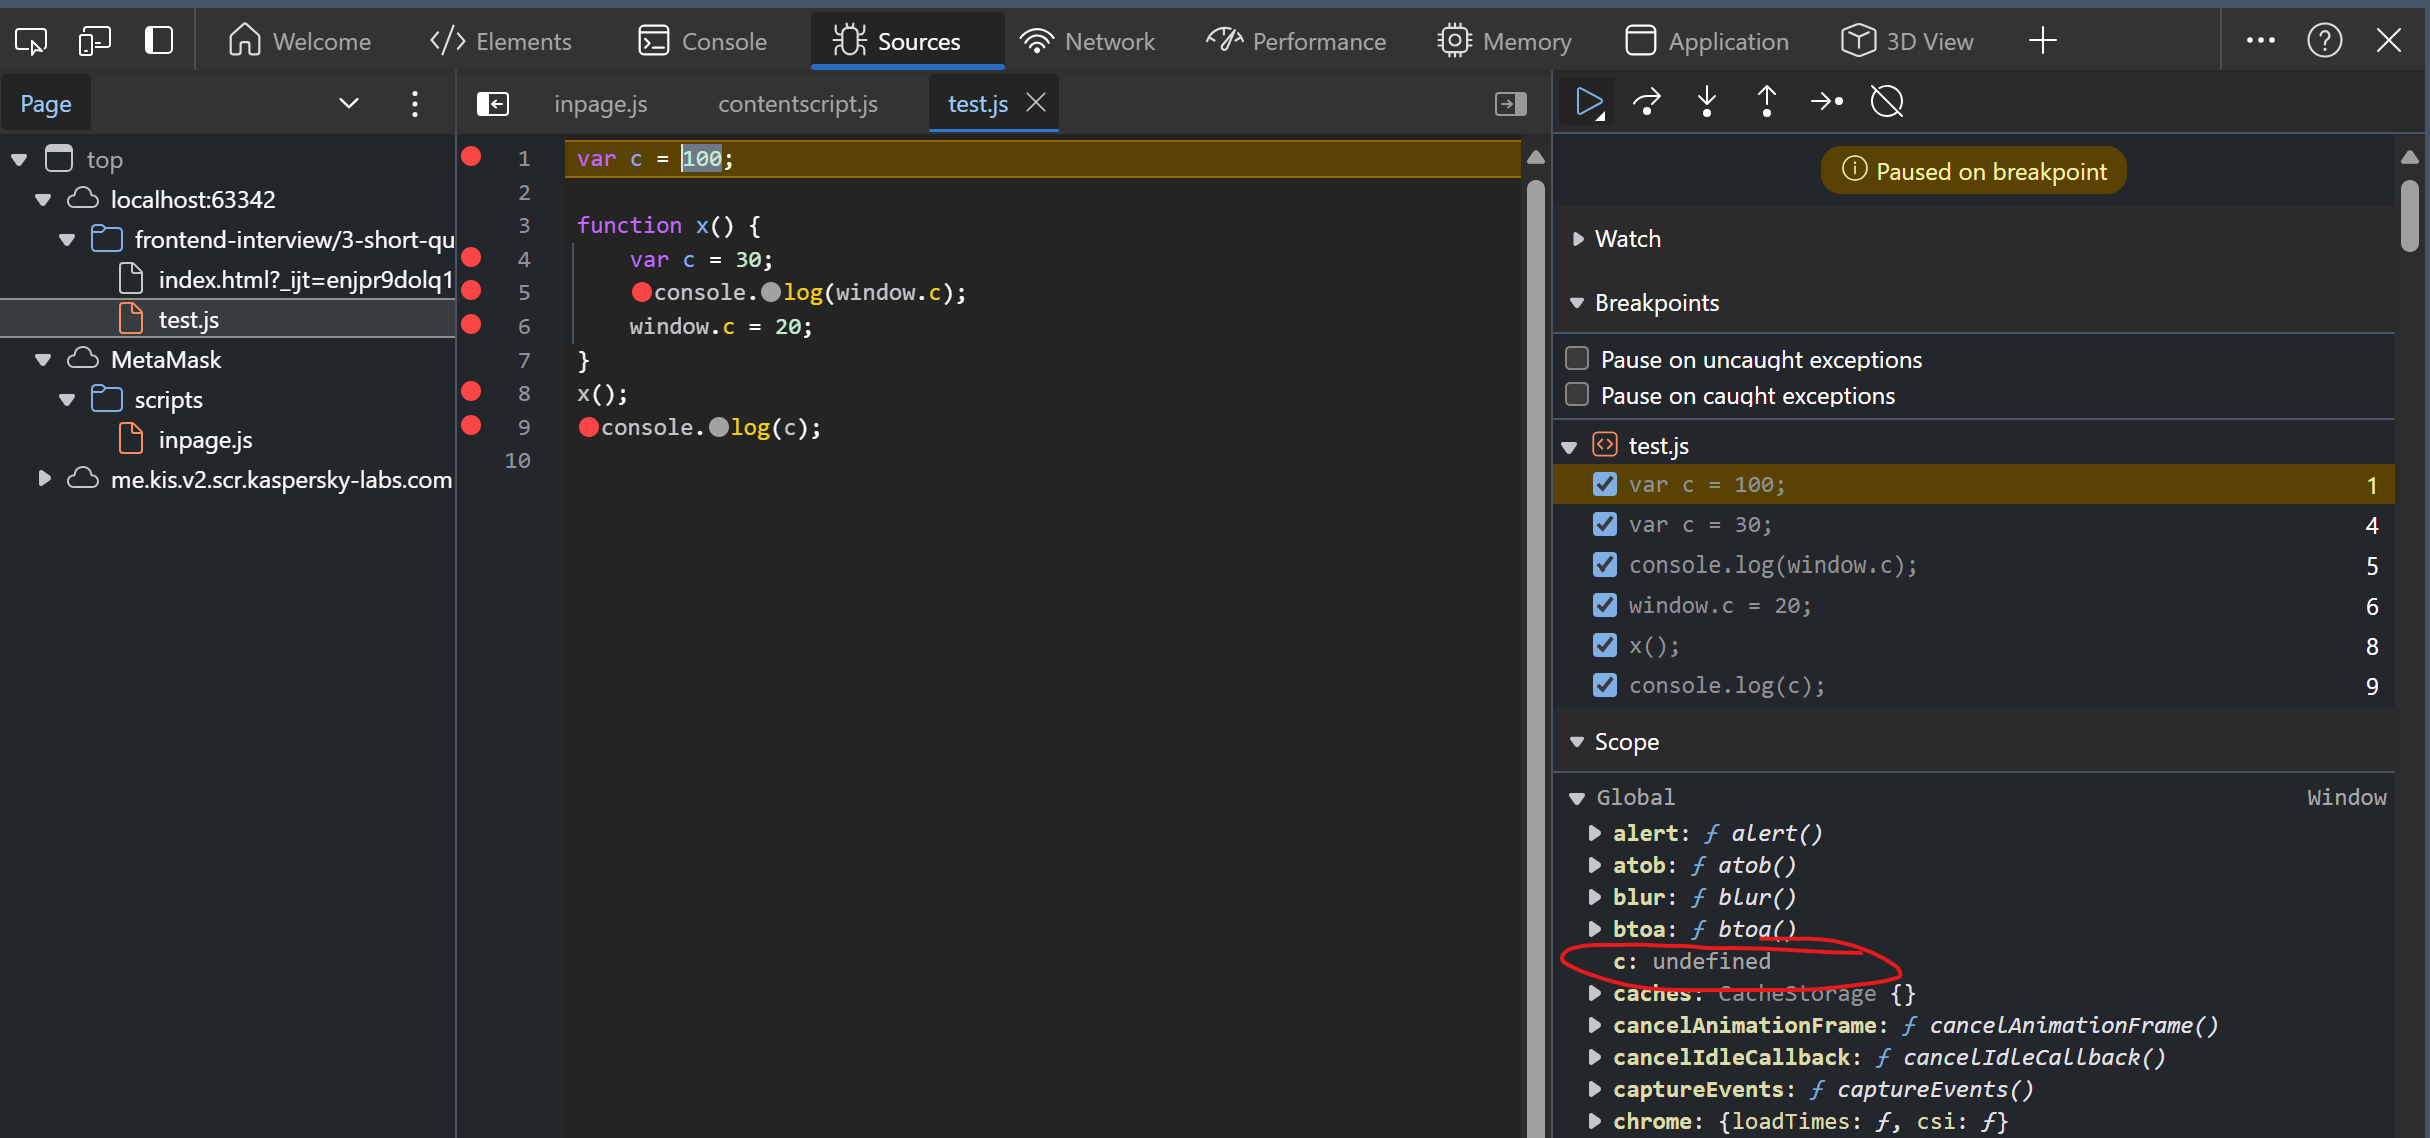 Welcome
Elements
Console
Sources
Network
Performance
Memory
Application
3D View
Page
top
localhost:63342
frontend-interview/3-short-qu
index.html?_ijt=enjpr9dolq1
test.js
MetaMask
scripts
inpage.js
me.kis.v2.scr.kaspersky-labs.com
inpage.js
contentscript.js
test.js
1 var c = 100;
2
3 function x() {
4 var c = 30;
5 console.log(window.c);
6 window.c = 20;
7 }
8 x();
9 console.log(c);
10
Paused on breakpoint
Watch
Breakpoints
Pause on uncaught exceptions
Pause on caught exceptions
test.js
var c = 100; 1
var c = 30; 4
console.log(window.c); 5
window.c = 20; 6
x(); 8
console.log(c); 9
Scope
Global Window
alert: ƒ alert()
atob: ƒ atob()
blur: ƒ blur()
btoa: ƒ btoa()
c: undefined
caches: CacheStorage {}
cancelAnimationFrame: ƒ cancelAnimationFrame()
cancelIdleCallback: ƒ cancelIdleCallback()
captureEvents: ƒ captureEvents()
chrome: {loadTimes: ƒ, csi: ƒ}